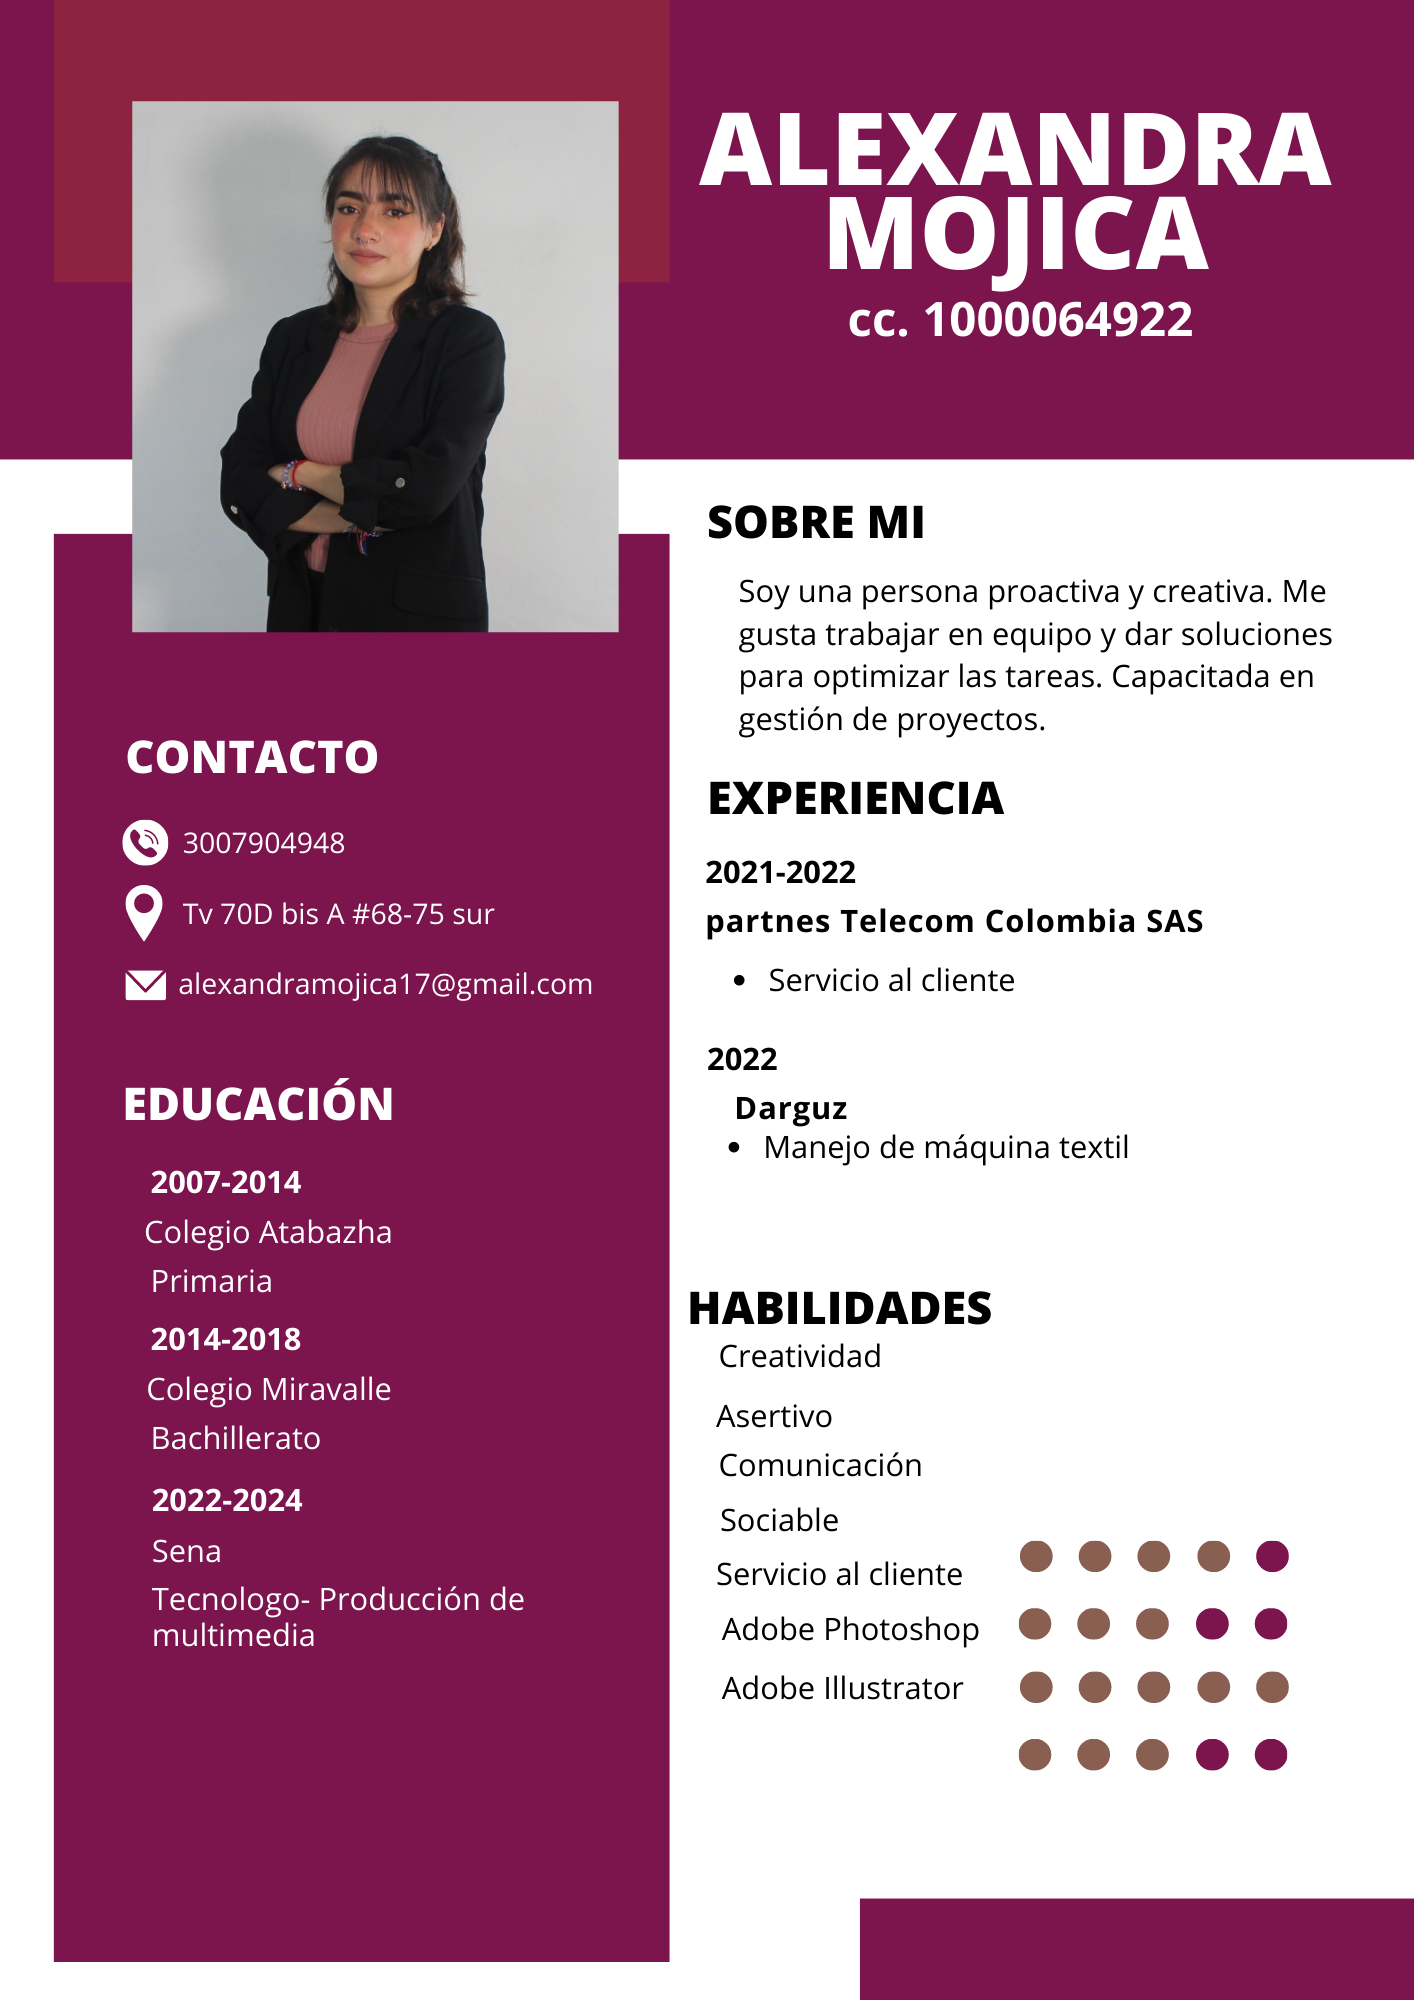 ALEXANDRA
MOJICA
cc. 1000064922
CONTACTO
3007904948
Tv 70D bis A #68-75 sur
alexandramojica17@gmail.com
EDUCACIÓN
2007-2014
Colegio Atabazha
Primaria
2014-2018
Colegio Miravalle
Bachillerato
2022-2024
Sena
Tecnologo- Producción de
multimedia
SOBRE MI
Soy una persona proactiva y creativa. Me
gusta trabajar en equipo y dar soluciones
para optimizar las tareas. Capacitada en
gestión de proyectos.
EXPERIENCIA
2021-2022
partnes Telecom Colombia SAS
• Servicio al cliente
2022
Darguz
• Manejo de máquina textil
HABILIDADES
Creatividad
Asertivo
Comunicación
Sociable
Servicio al cliente
Adobe Photoshop
Adobe Illustrator